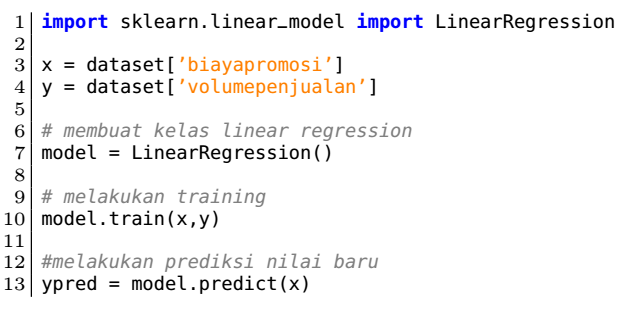 1 import sklearn.linear_model import LinearRegression
2
3 x = dataset['biayapromosi']
4 y = dataset['volumepenjualan']
5
6 # membuat kelas linear regression
7 model = LinearRegression()
8
9 # melakukan training
10 model.train(x,y)
11
12 #melakukan prediksi nilai baru
13 ypred = model.predict(x)